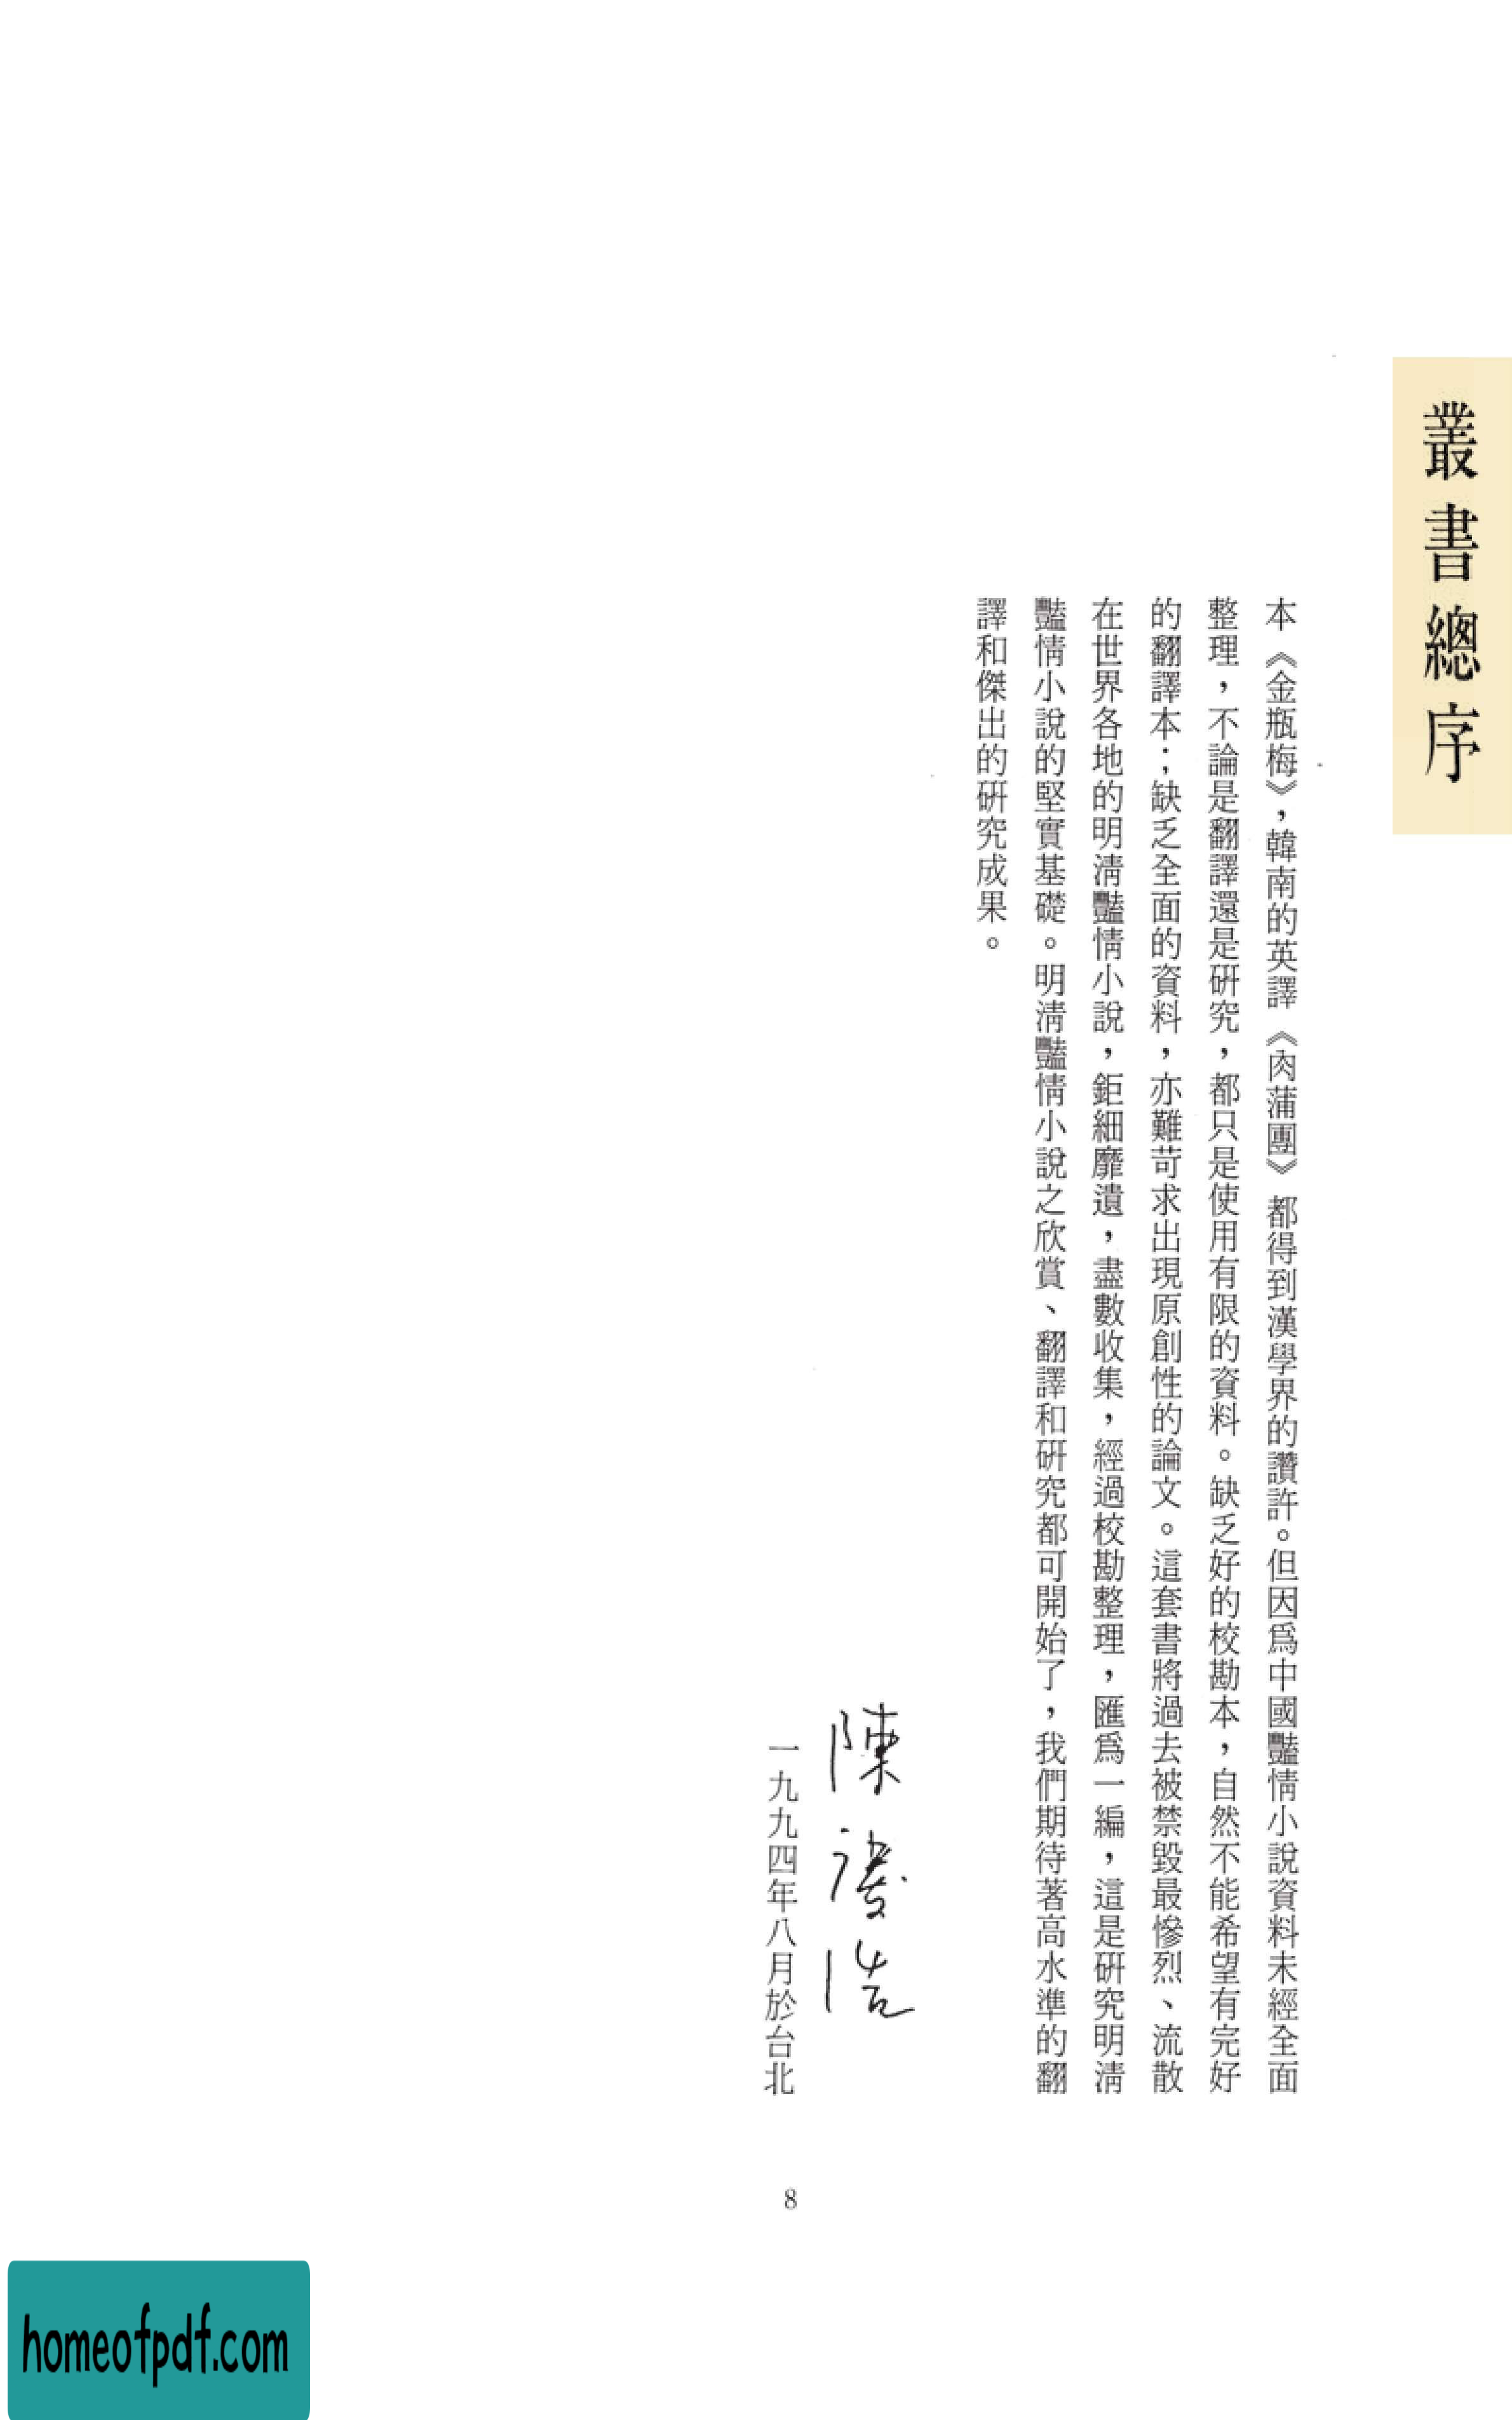 叢書總序
本《金瓶梅》，韓南的英譯《肉蒲團》都得到漢學界的讚許。但因爲中國豔情小說資料未經全面
整理，不論是翻譯還是研究，都只是使用有限的資料。缺乏好的校勘本，自然不能希望有完好
的翻譯本；缺乏全面的資料，亦難苛求出現原創性的論文。這套書將過去被禁毀最慘烈、流散
在世界各地的明清豔情小說，鉅細靡遺，盡數收集，經過校勘整理，匯爲一編，這是研究明清
豔情小說的堅實基礎。明清豔情小說之欣賞、翻譯和研究都可開始了，我們期待著高水準的翻
譯和傑出的研究成果。
陳慶浩
一九九四年八月於台北
8
homeofpdf.com